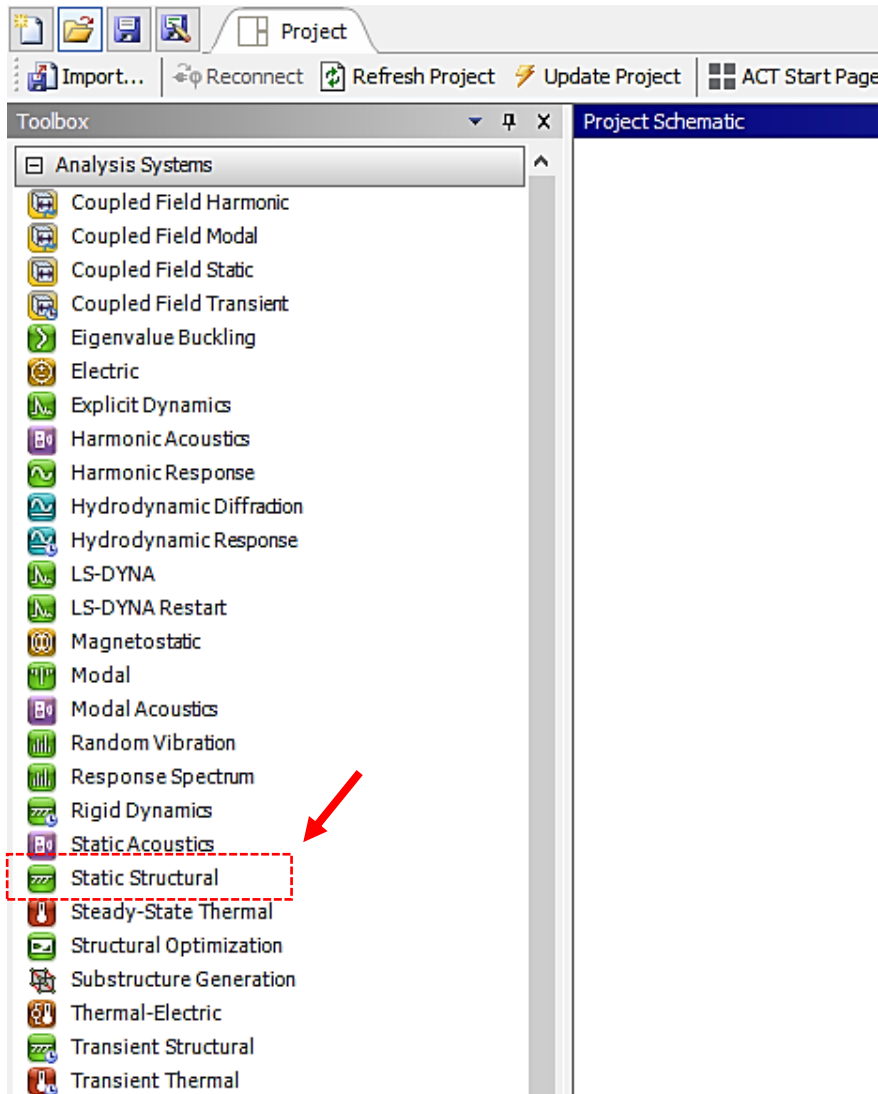 Project
Import... Reconnect Refresh Project Update Project ACT Start Page
Toolbox
Project Schematic
Analysis Systems
Coupled Field Harmonic
Coupled Field Modal
Coupled Field Static
Coupled Field Transient
Eigenvalue Buckling
Electric
Explicit Dynamics
Harmonic Acoustics
Harmonic Response
Hydrodynamic Diffraction
Hydrodynamic Response
LS-DYNA
LS-DYNA Restart
Magnetostatic
Modal
Modal Acoustics
Random Vibration
Response Spectrum
Rigid Dynamics
Static Acoustics
Static Structural
Steady-State Thermal
Structural Optimization
Substructure Generation
Thermal-Electric
Transient Structural
Transient Thermal